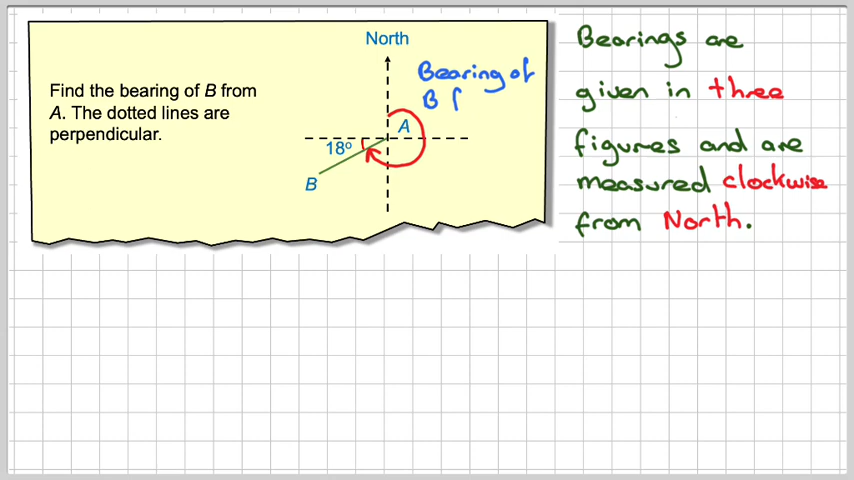 North
Find the bearing of B from
A. The dotted lines are
perpendicular.
Bearing of
B f
A
18°
B
Bearings are
given in three
figures and are
measured clockwise
from North.